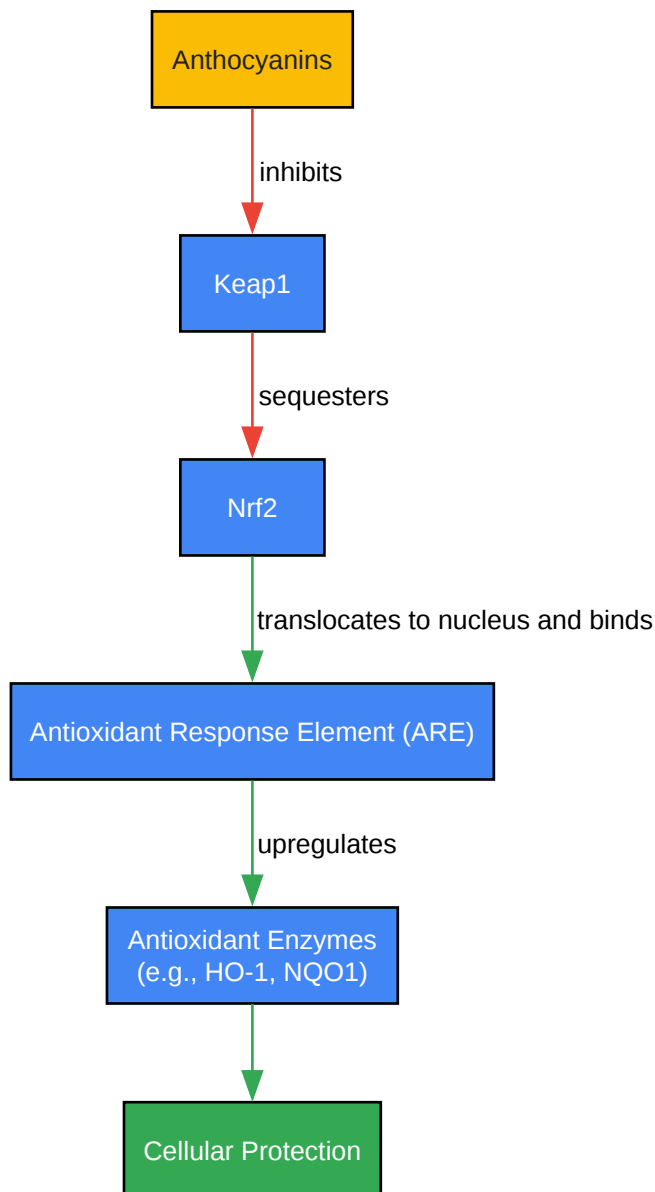 Anthocyanins
inhibits
Keap1
sequesters
Nrf2
translocates to nucleus and binds
Antioxidant Response Element (ARE)
upregulates
Antioxidant Enzymes
(e.g., HO-1, NQO1)
Cellular Protection